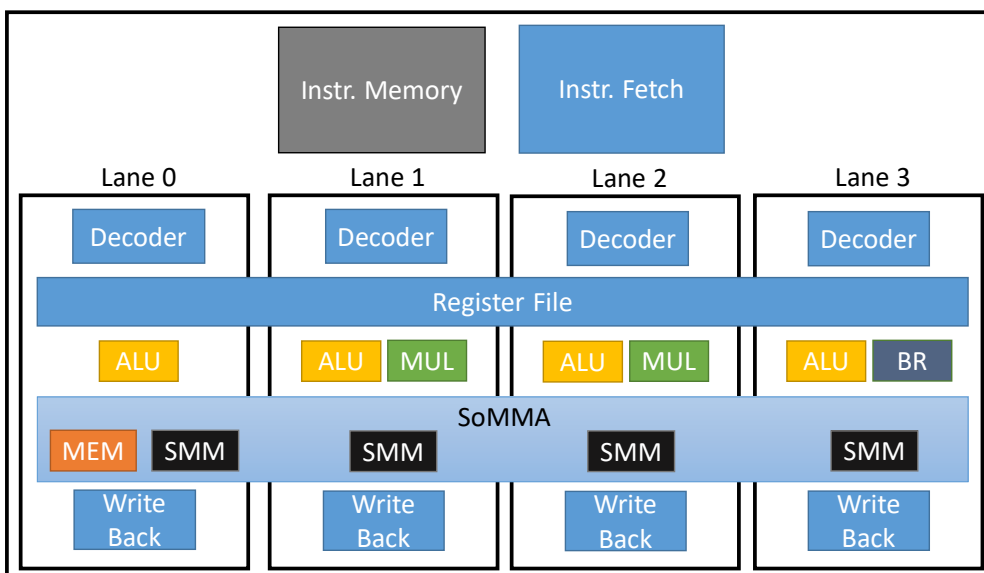 Instr. Memory
Instr. Fetch
Lane 0
Lane 1
Lane 2
Lane 3
Decoder
Decoder
Decoder
Decoder
Register File
ALU
ALU
MUL
ALU
MUL
ALU
BR
SoMMA
MEM
SMM
SMM
SMM
SMM
Write
Back
Write
Back
Write
Back
Write
Back